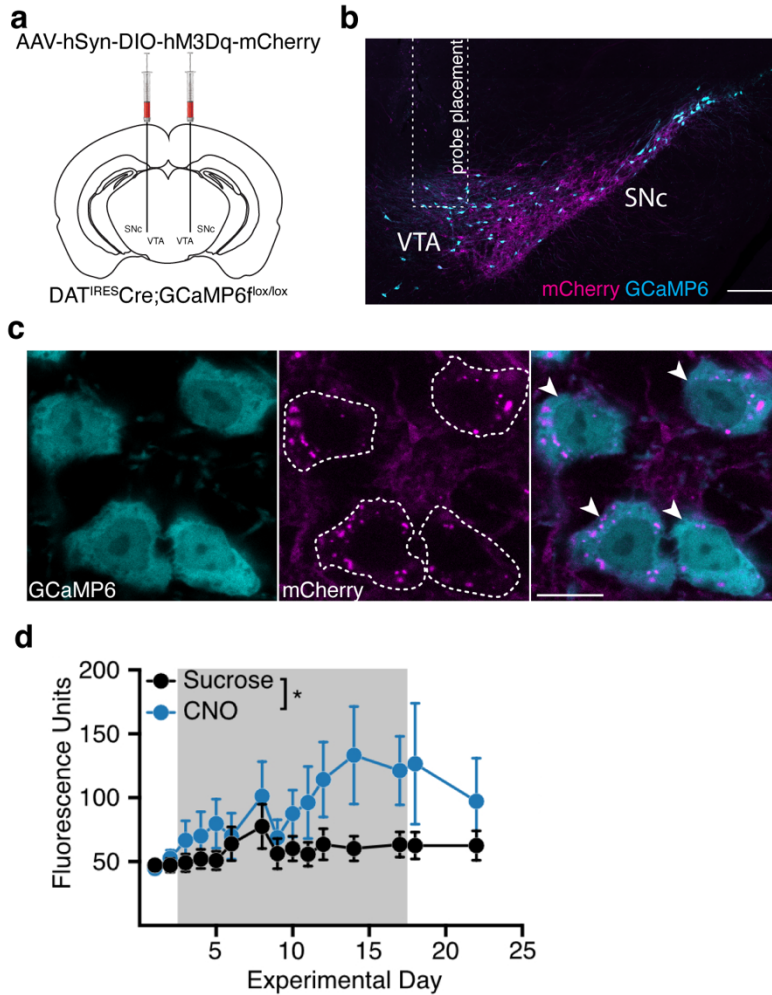 a
AAV-hSyn-DIO-hM3Dq-mCherry
SNc VTA VTA SNc
DATIRESCre;GCaMP6flox/lox
b
probe placement
VTA
SNc
mCherry GCaMP6
c
GCaMP6
mCherry
d
Fluorescence Units
200
150
100
50
Sucrose
CNO
*
5 10 15 20 25
Experimental Day